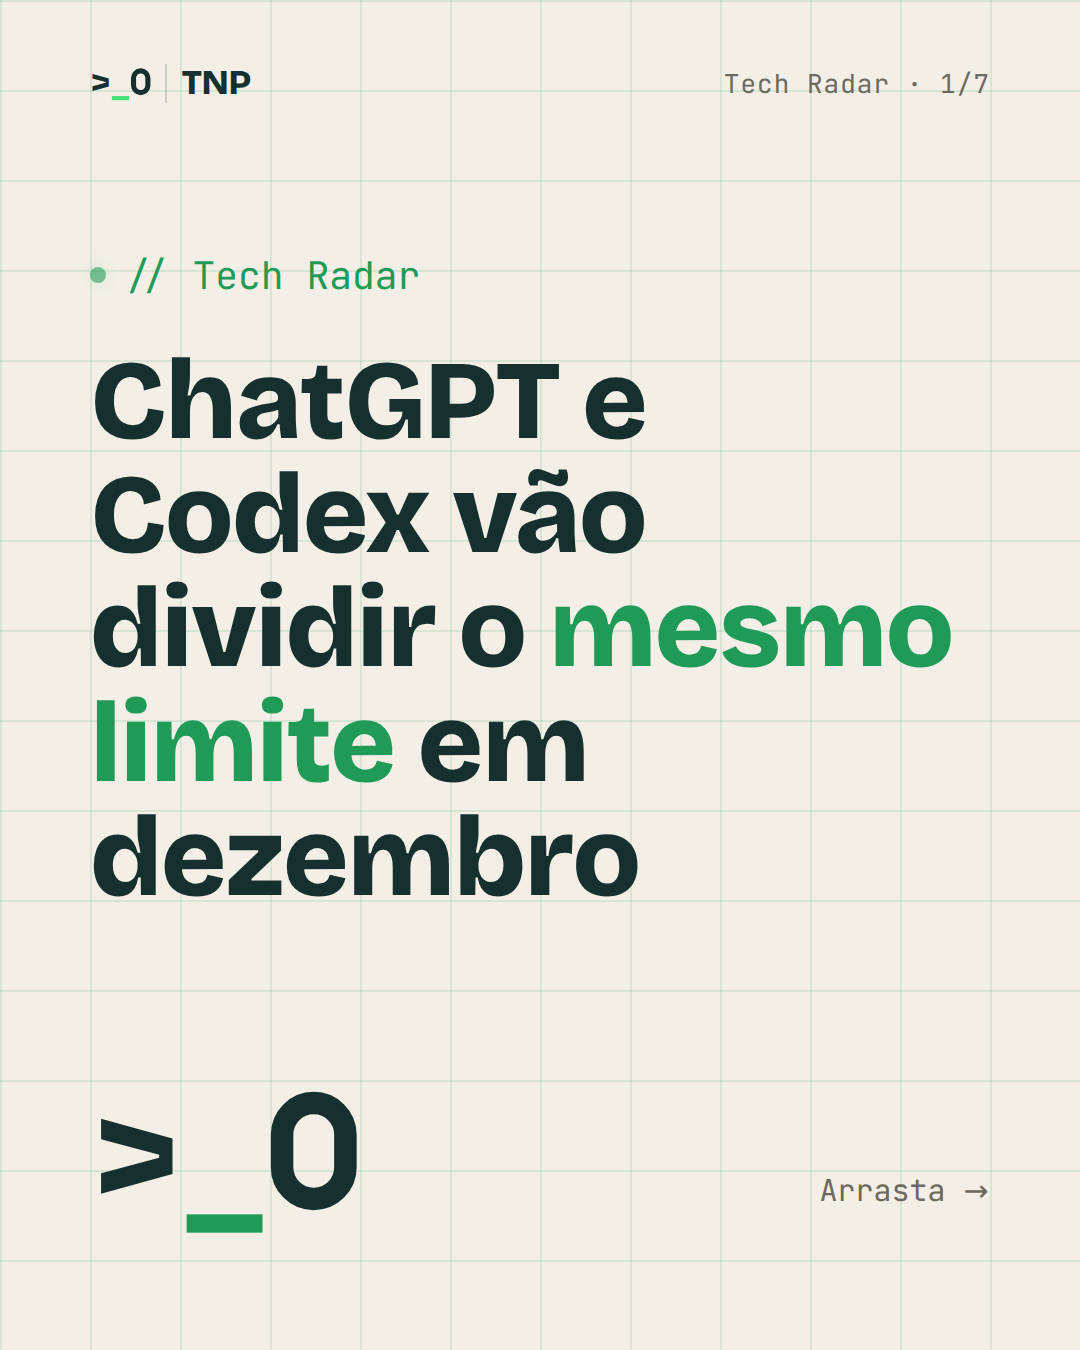 >_0 | TNP
Tech Radar · 1/7
// Tech Radar
ChatGPT e
Codex vão
dividir o mesmo
limite em
dezembro
>_0
Arrasta →